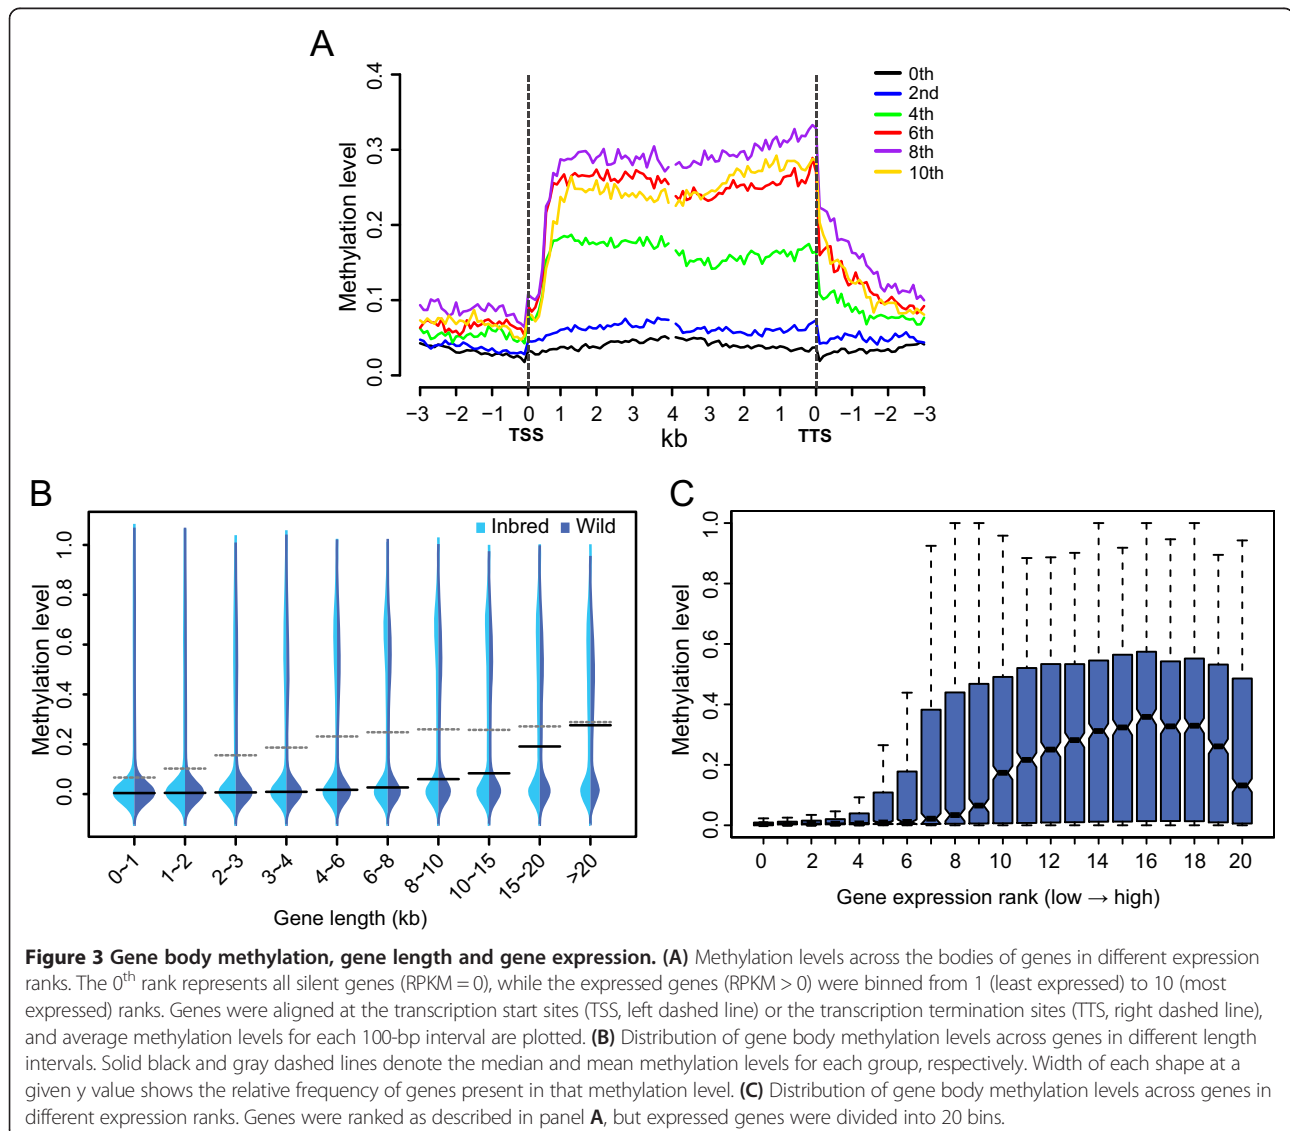 A
0.4
0.3
0.2
0.1
0.0
Methylation level
0th
2nd
4th
6th
8th
10th
−3 −2 −1 0 1 2 3 4 3 2 1 0 −1 −2 −3
TSS kb TTS
B
Inbred Wild
1.0
0.8
0.6
0.4
0.2
0.0
Methylation level
0~1 1~2 2~3 3~4 4~6 6~8 8~10 10~15 15~20 >20
Gene length (kb)
C
1.0
0.8
0.6
0.4
0.2
0.0
Methylation level
0 2 4 6 8 10 12 14 16 18 20
Gene expression rank (low → high)
Figure 3 Gene body methylation, gene length and gene expression. (A) Methylation levels across the bodies of genes in different expression
ranks. The 0th rank represents all silent genes (RPKM = 0), while the expressed genes (RPKM > 0) were binned from 1 (least expressed) to 10 (most
expressed) ranks. Genes were aligned at the transcription start sites (TSS, left dashed line) or the transcription termination sites (TTS, right dashed line),
and average methylation levels for each 100-bp interval are plotted. (B) Distribution of gene body methylation levels across genes in different length
intervals. Solid black and gray dashed lines denote the median and mean methylation levels for each group, respectively. Width of each shape at a
given y value shows the relative frequency of genes present in that methylation level. (C) Distribution of gene body methylation levels across genes in
different expression ranks. Genes were ranked as described in panel A, but expressed genes were divided into 20 bins.